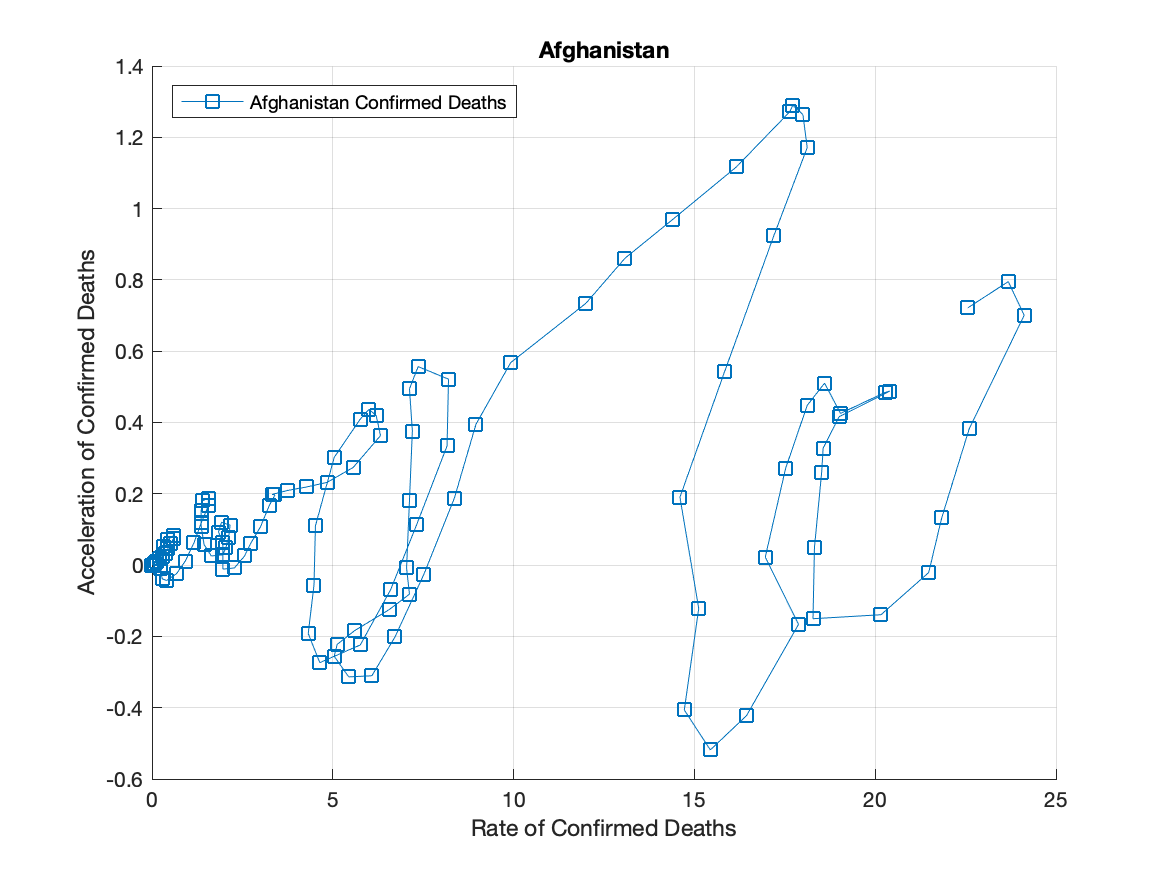 Afghanistan
1.4
Afghanistan Confirmed Deaths
1.2
1
0.8
0.6
0.4
0.2
0
-0.2
-0.4
-0.6
Acceleration of Confirmed Deaths
0 5 10 15 20 25
Rate of Confirmed Deaths